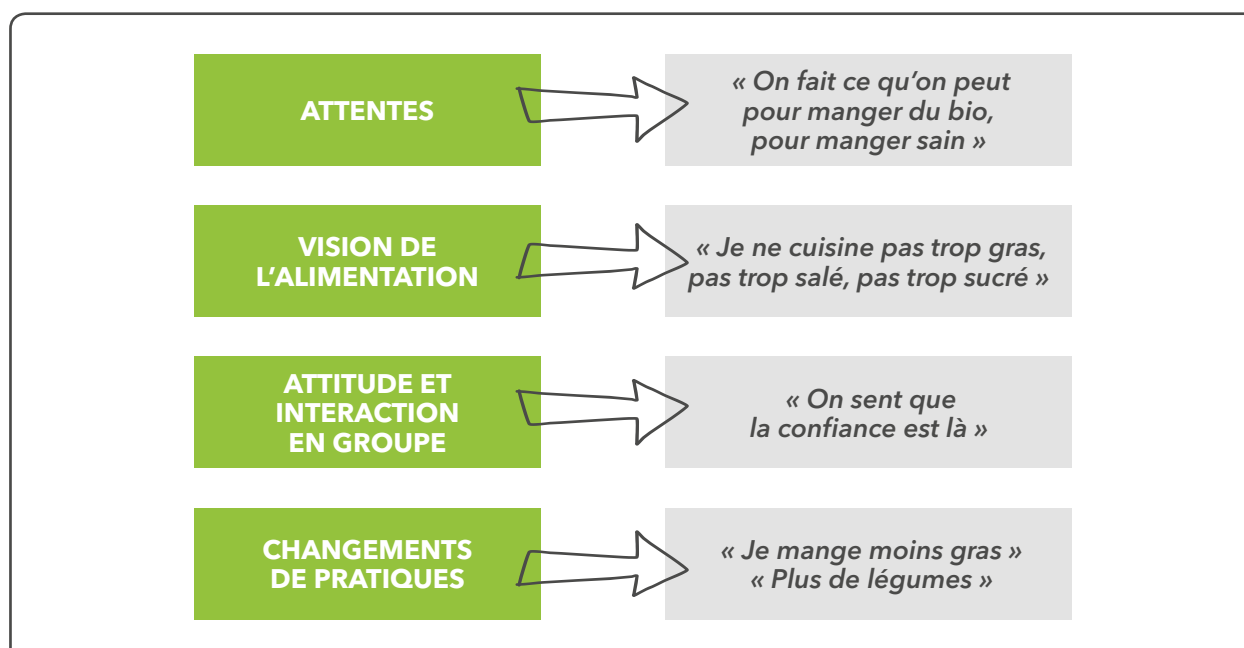 ATTENTES
« On fait ce qu'on peut
pour manger du bio,
pour manger sain »
VISION DE
L’ALIMENTATION
« Je ne cuisine pas trop gras,
pas trop salé, pas trop sucré »
ATTITUDE ET
INTERACTION
EN GROUPE
« On sent que
la confiance est là »
CHANGEMENTS
DE PRATIQUES
« Je mange moins gras »
« Plus de légumes »